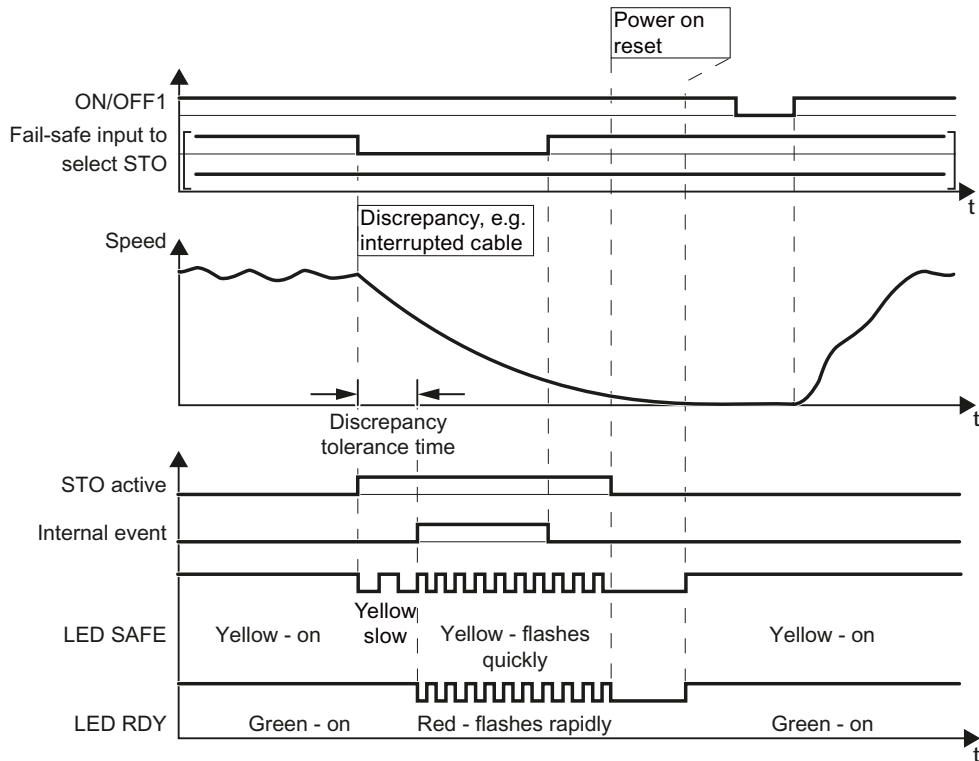 Power on
reset
ON/OFF1
Fail-safe input to
select STO
t
Discrepancy, e.g.
interrupted cable
Speed
t
Discrepancy
tolerance time
STO active
Internal event
Yellow
slow
LED SAFE
Yellow - on
Yellow - flashes
quickly
Yellow - on
LED RDY
Green - on
Red - flashes rapidly
Green - on
t